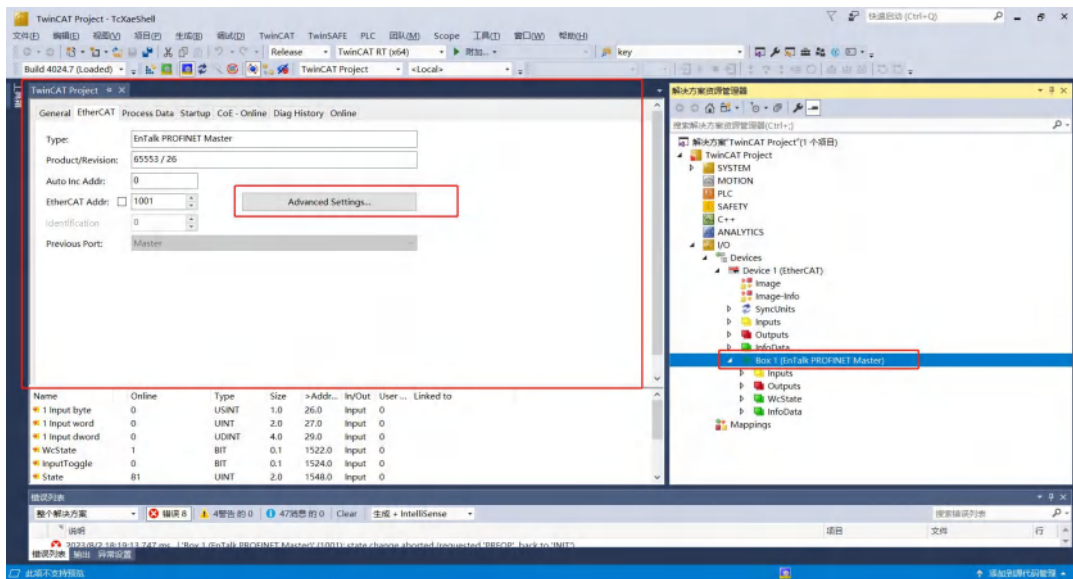 TwinCAT Project - TcXaeShell
快速启动 (Ctrl+Q)
文件(F) 编辑(E) 视图(V) 项目(P) 生成(B) 调试(D) TwinCAT TwinSAFE PLC 团队(M) Scope 工具(T) 窗口(W) 帮助(H)
Release TwinCAT RT (x64) 附加... key
Build 4024.7 (Loaded) TwinCAT Project <Local>
TwinCAT Project
General EtherCAT Process Data Startup CoE - Online Diag History Online
Type: EnTalk PROFINET Master
Product/Revision: 65553 / 26
Auto Inc Addr: 0
EtherCAT Addr: 1001 Advanced Settings...
Identification 0
Previous Port: Master
Name Online Type Size >Addr... In/Out User ... Linked to
1 Input byte 0 USINT 1.0 26.0 Input 0
1 Input word 0 UINT 2.0 27.0 Input 0
1 Input dword 0 UDINT 4.0 29.0 Input 0
WcState 1 BIT 0.1 1522.0 Input 0
InputToggle 0 BIT 0.1 1524.0 Input 0
State 81 UINT 2.0 1548.0 Input 0
解决方案资源管理器
搜索解决方案资源管理器(Ctrl+;)
解决方案"TwinCAT Project"(1 个项目)
TwinCAT Project
SYSTEM
MOTION
PLC
SAFETY
C++
ANALYTICS
I/O
Devices
Device 1 (EtherCAT)
Image
Image-Info
SyncUnits
Inputs
Outputs
InfoData
Box 1 (EnTalk PROFINET Master)
Inputs
Outputs
WcState
InfoData
Mappings
错误列表
整个解决方案 错误 8 4警告 的 0 473消息 的 0 Clear 生成 + IntelliSense
搜索错误列表
说明 项目 文件 行
2023/8/2 18:19:13 747 ms | 'Box 1 (EnTalk PROFINET Master)' (1001): state change aborted (requested 'PREOP', back to 'INIT').
错误列表 输出 异常设置
此项不支持预览
添加到源代码管理